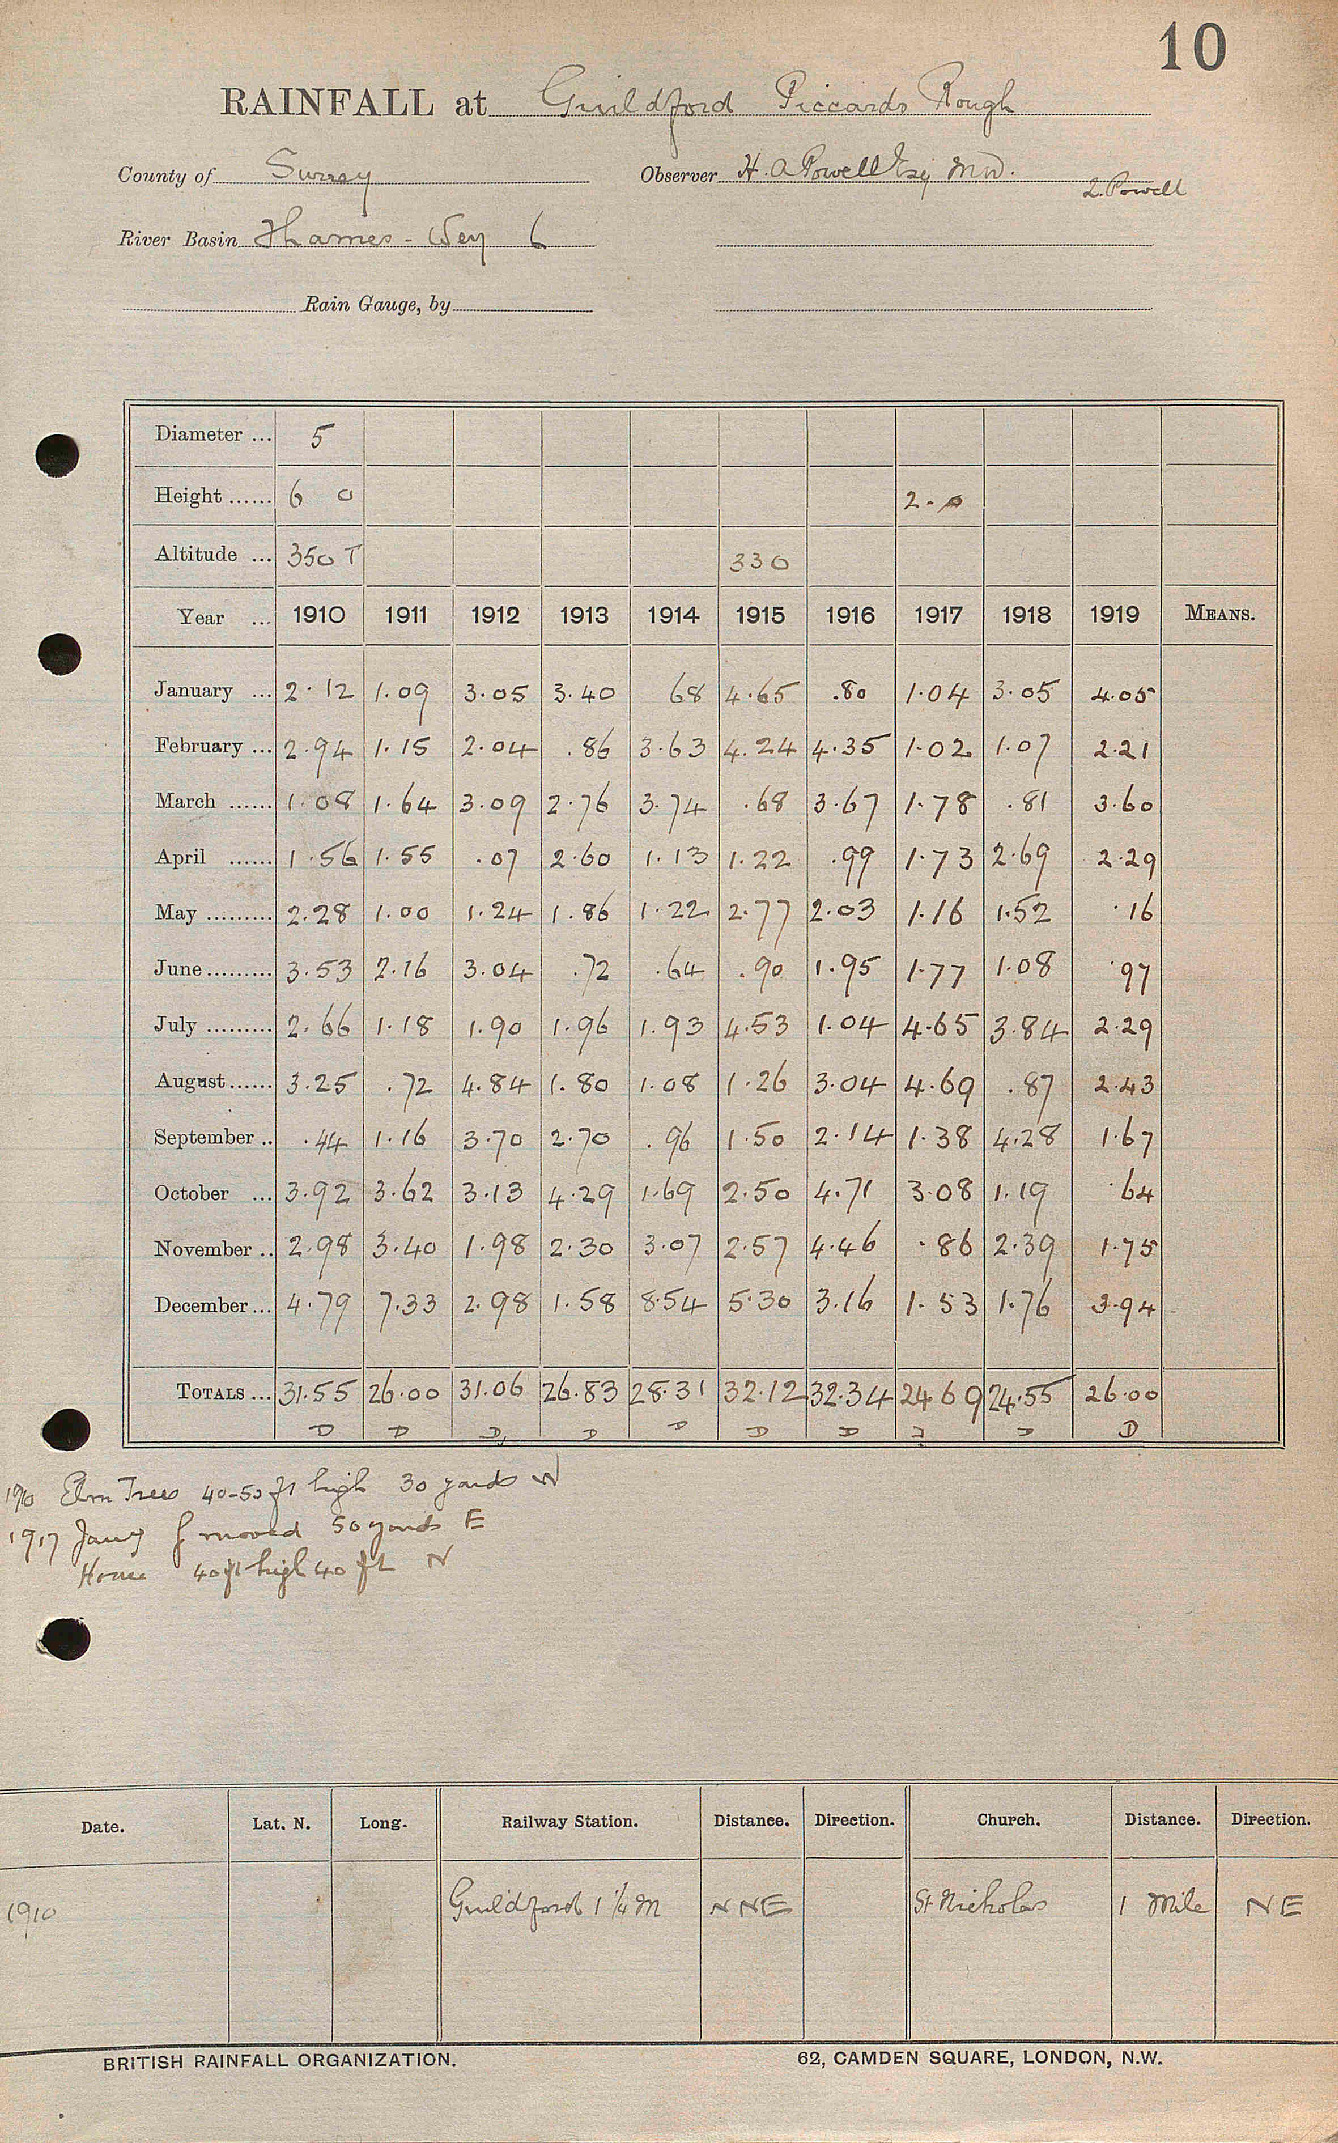 10
RAINFALL at Guildford Piccards Rough
County of Surrey Observer H. A Powell Esq MD.
Q. Powell
River Basin Thames - Wey 6
Rain Gauge, by
Diameter ... 5
Height ...... 6 0 2.0
Altitude ... 350 T 330
Year ... 1910 1911 1912 1913 1914 1915 1916 1917 1918 1919 MEANS.
January ... 2.12 1.09 3.05 3.40 68 4.65 .80 1.04 3.05 4.05
February ... 2.94 1.15 2.04 .86 3.63 4.24 4.35 1.02 1.07 2.21
March ...... 1.08 1.64 3.09 2.76 3.74 .68 3.67 1.78 .81 3.60
April ...... 1.56 1.55 .07 2.60 1.13 1.22 .99 1.73 2.69 2.29
May ......... 2.28 1.00 1.24 1.86 1.22 2.77 2.03 1.16 1.52 .16
June ......... 3.53 2.16 3.04 .72 .64 .90 1.95 1.77 1.08 .97
July ......... 2.66 1.18 1.90 1.96 1.93 4.53 1.04 4.65 3.84 2.29
August ...... 3.25 .72 4.84 1.80 1.08 1.26 3.04 4.69 .87 2.43
September .. .44 1.16 3.70 2.70 .96 1.50 2.14 1.38 4.28 1.67
October ... 3.92 3.62 3.13 4.29 1.69 2.50 4.71 3.08 1.19 .64
November .. 2.98 3.40 1.98 2.30 3.07 2.57 4.46 .86 2.39 1.75
December ... 4.79 7.33 2.98 1.58 8.54 5.30 3.16 1.53 1.76 3.94
TOTALS ... 31.55 26.00 31.06 26.83 28.31 32.12 32.34 24 69 24.55 26.00
D D D D D D D D D D
1910 Elm Trees 40-50 ft high 30 yards W
1917 Jany g moved 50 yards E
House 40 ft high 40 ft N
Date. Lat. N. Long. Railway Station. Distance. Direction. Church. Distance. Direction.
1910 Guildford 1 1/4 M NNE St Nicholas 1 Mile NE
BRITISH RAINFALL ORGANIZATION. 62, CAMDEN SQUARE, LONDON, N.W.